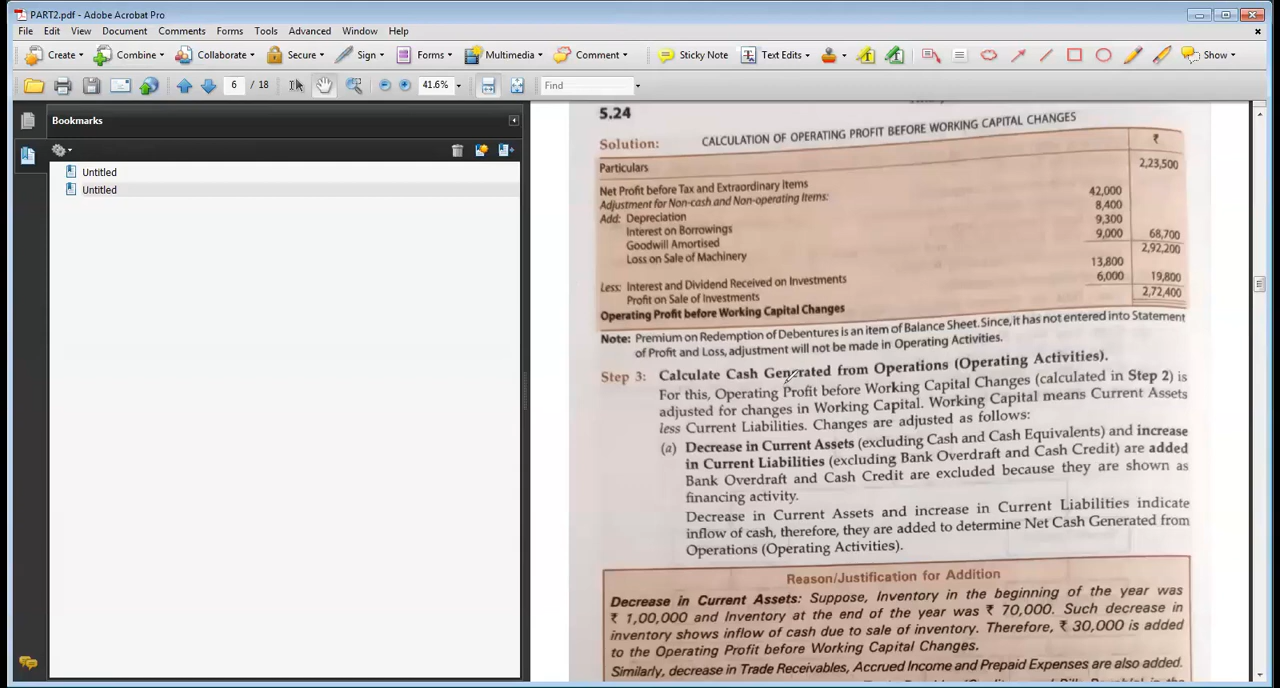 PART2.pdf - Adobe Acrobat Pro
File Edit View Document Comments Forms Tools Advanced Window Help
Create Combine Collaborate Secure Sign Forms Multimedia Comment Sticky Note Text Edits Show
6 / 18 41.6% Find
Bookmarks
Untitled
Untitled
5.24
Solution: CALCULATION OF OPERATING PROFIT BEFORE WORKING CAPITAL CHANGES
Particulars ₹
Net Profit before Tax and Extraordinary Items 2,23,500
Adjustment for Non-cash and Non-operating Items:
Add: Depreciation 42,000
Interest on Borrowings 8,400
Goodwill Amortised 9,300
Loss on Sale of Machinery 9,000 68,700
2,92,200
Less: Interest and Dividend Received on Investments 13,800
Profit on Sale of Investments 6,000 19,800
Operating Profit before Working Capital Changes 2,72,400
Note: Premium on Redemption of Debentures is an item of Balance Sheet. Since, it has not entered into Statement
of Profit and Loss, adjustment will not be made in Operating Activities.
Step 3: Calculate Cash Generated from Operations (Operating Activities).
For this, Operating Profit before Working Capital Changes (calculated in Step 2) is
adjusted for changes in Working Capital. Working Capital means Current Assets
less Current Liabilities. Changes are adjusted as follows:
(a) Decrease in Current Assets (excluding Cash and Cash Equivalents) and increase
in Current Liabilities (excluding Bank Overdraft and Cash Credit) are added
Bank Overdraft and Cash Credit are excluded because they are shown as
financing activity.
Decrease in Current Assets and increase in Current Liabilities indicate
inflow of cash, therefore, they are added to determine Net Cash Generated from
Operations (Operating Activities).
Reason/Justification for Addition
Decrease in Current Assets: Suppose, Inventory in the beginning of the year was
₹ 1,00,000 and Inventory at the end of the year was ₹ 70,000. Such decrease in
inventory shows inflow of cash due to sale of inventory. Therefore, ₹ 30,000 is added
to the Operating Profit before Working Capital Changes.
Similarly, decrease in Trade Receivables, Accrued Income and Prepaid Expenses are also added.